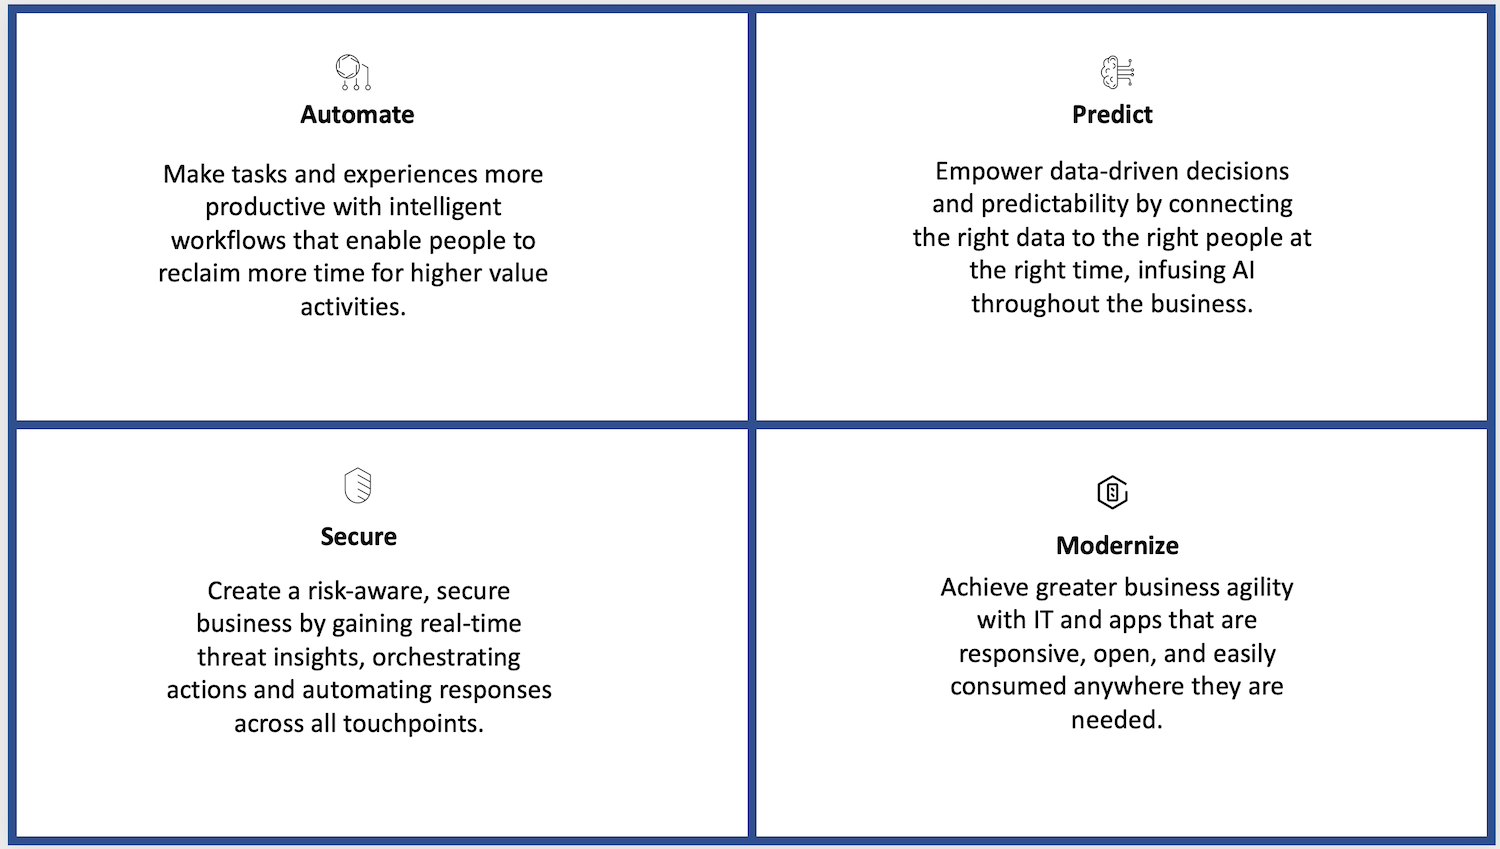 Automate
Make tasks and experiences more
productive with intelligent
workflows that enable people to
reclaim more time for higher value
activities.
Predict
Empower data-driven decisions
and predictability by connecting
the right data to the right people at
the right time, infusing AI
throughout the business.
Secure
Create a risk-aware, secure
business by gaining real-time
threat insights, orchestrating
actions and automating responses
across all touchpoints.
Modernize
Achieve greater business agility
with IT and apps that are
responsive, open, and easily
consumed anywhere they are
needed.